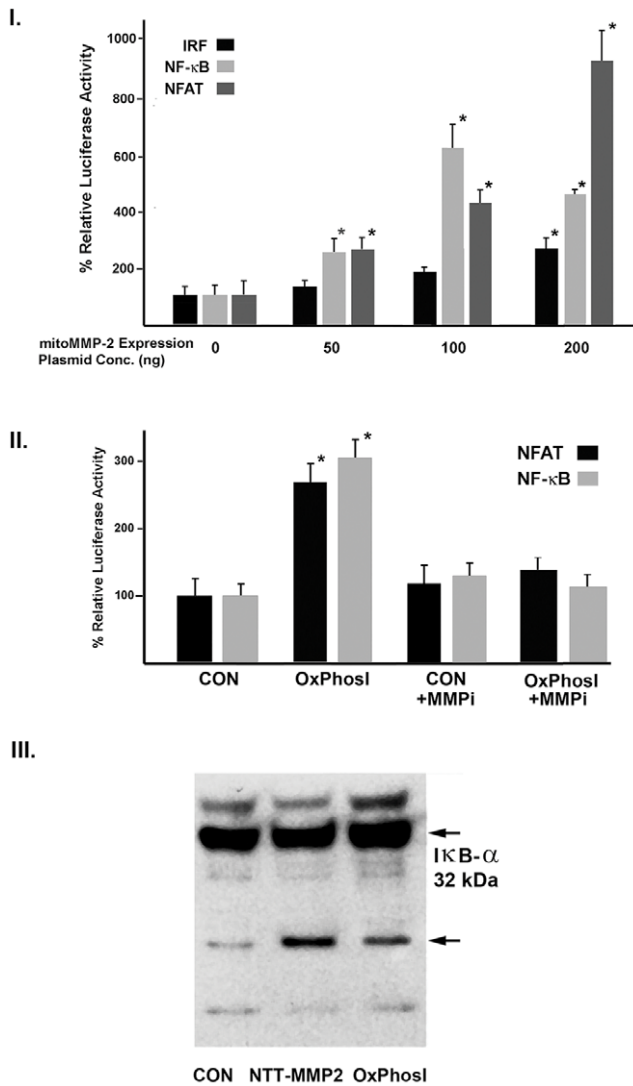 I.
% Relative Luciferase Activity
1000
800
600
400
200
IRF
NF-κB
NFAT
*
*
*
*
*
*
*
mitoMMP-2 Expression
Plasmid Conc. (ng)
0
50
100
200
II.
% Relative Luciferase Activity
300
200
100
*
*
NFAT
NF-κB
CON
OxPhosI
CON
+MMPi
OxPhosI
+MMPi
III.
IκB-α
32 kDa
CON NTT-MMP2 OxPhosI